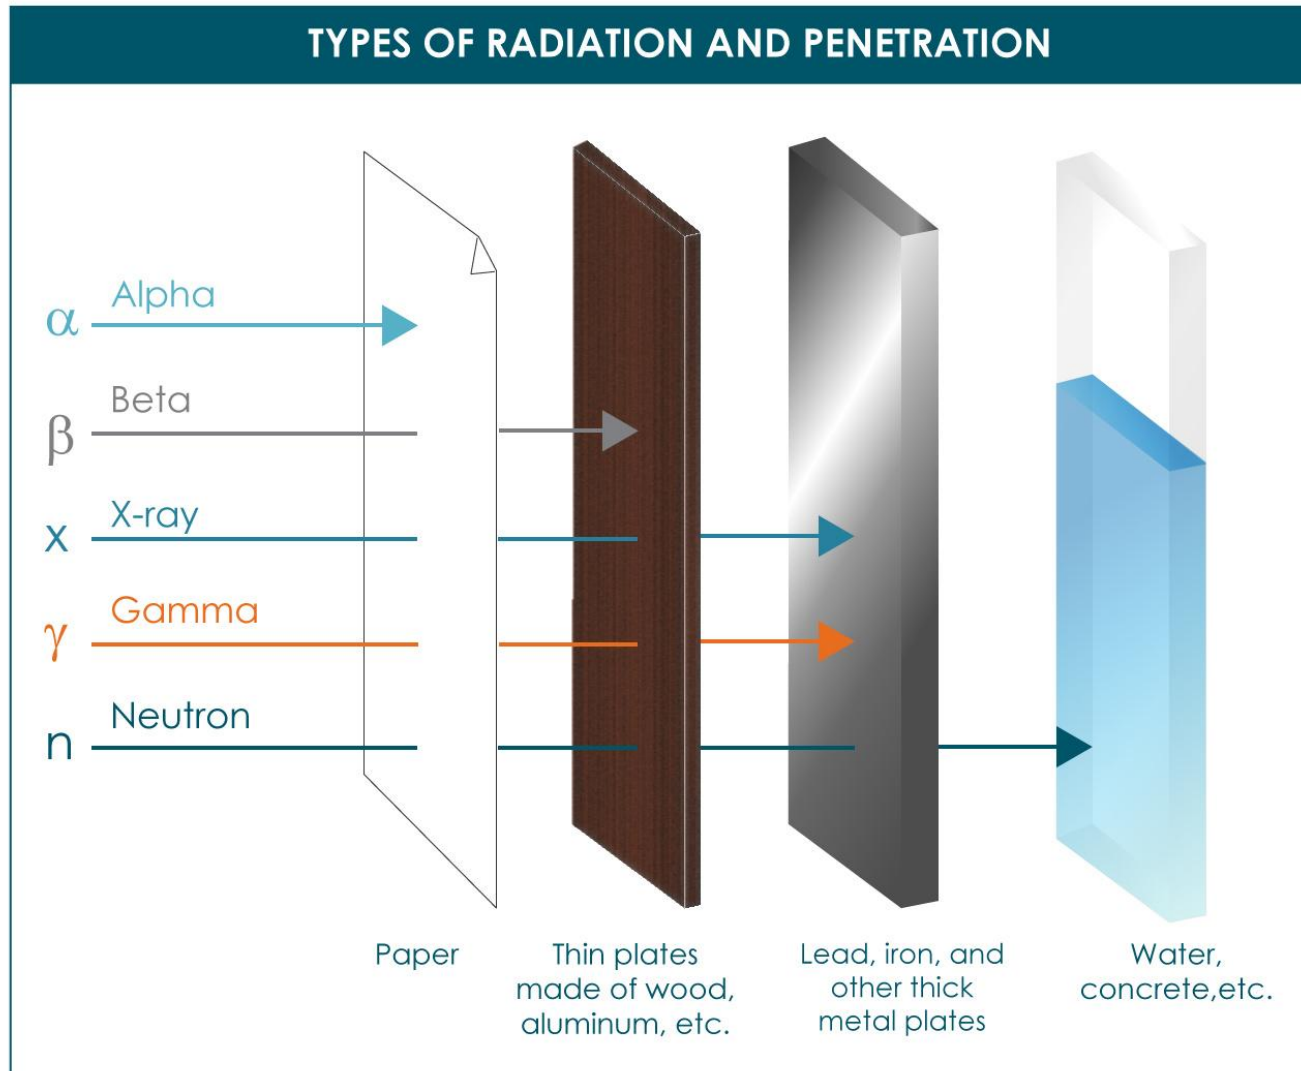 TYPES OF RADIATION AND PENETRATION
α Alpha
β Beta
x X-ray
γ Gamma
n Neutron
Paper
Thin plates
made of wood,
aluminum, etc.
Lead, iron, and
other thick
metal plates
Water,
concrete,etc.